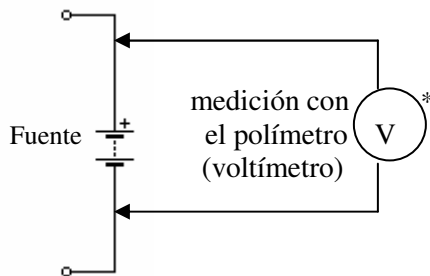 medición con
el polímetro
(voltímetro)
Fuente
+
V
*